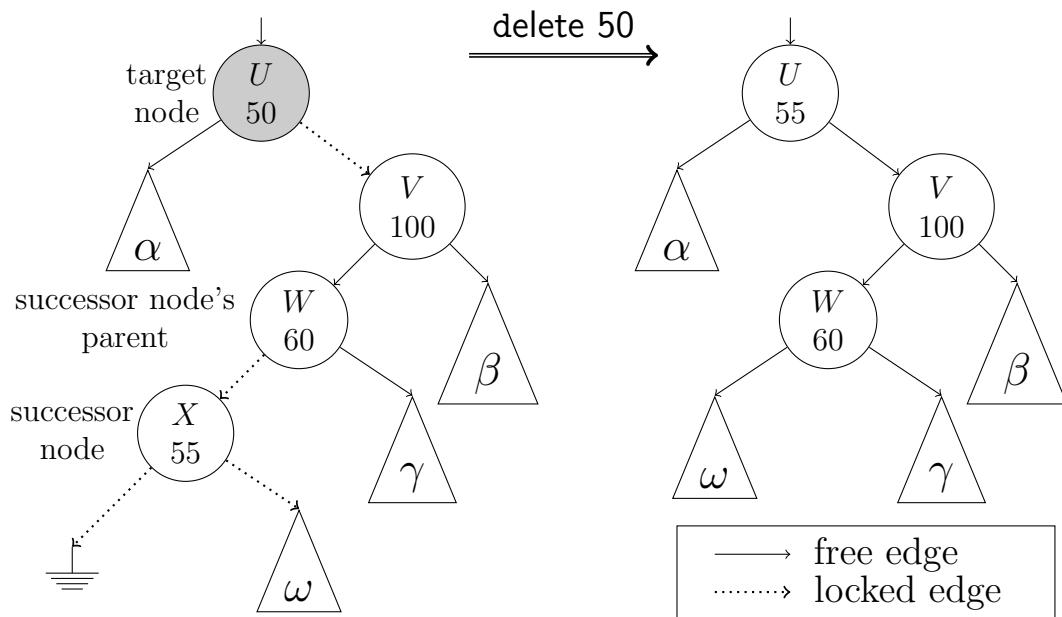 delete 50
target
node
U
50
α
V
100
successor node's
parent
W
60
β
successor
node
X
55
γ
ω
U
55
α
V
100
W
60
β
ω
γ
free edge
locked edge